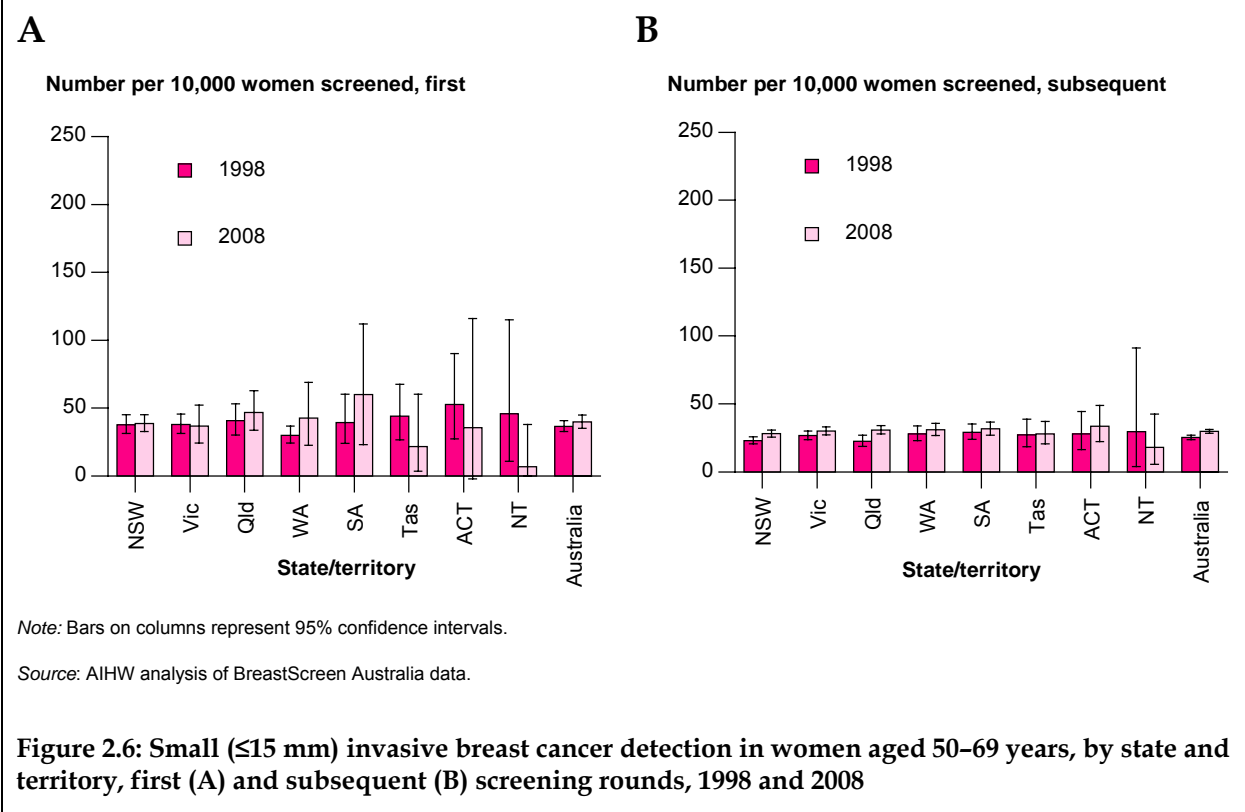 A
Number per 10,000 women screened, first
250
200
150
100
50
0
1998
2008
NSW
Vic
Qld
WA
SA
Tas
ACT
NT
Australia
State/territory
B
Number per 10,000 women screened, subsequent
250
200
150
100
50
0
1998
2008
NSW
Vic
Qld
WA
SA
Tas
ACT
NT
Australia
State/territory
Note: Bars on columns represent 95% confidence intervals.
Source: AIHW analysis of BreastScreen Australia data.
Figure 2.6: Small (≤15 mm) invasive breast cancer detection in women aged 50–69 years, by state and
territory, first (A) and subsequent (B) screening rounds, 1998 and 2008